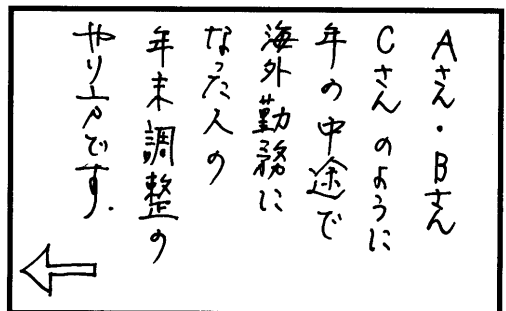 Aさん・Bさん
Cさんのように
年の中途で
海外勤務に
なった人の
年末調整の
やり方です.